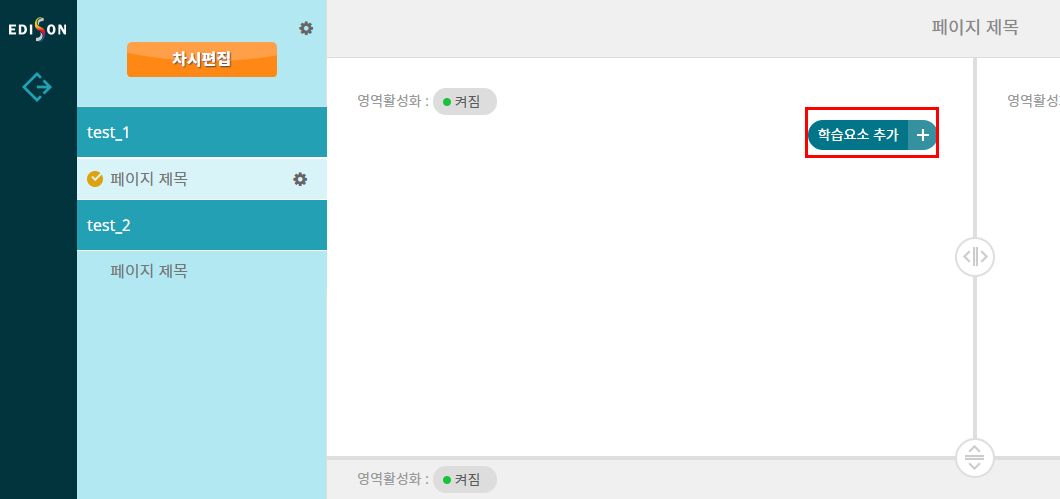 EDISON
차시편집
test_1
페이지 제목
test_2
페이지 제목
페이지 제목
영역활성화 : 켜짐
학습요소 추가 +
영역활성
영역활성화 : 켜짐